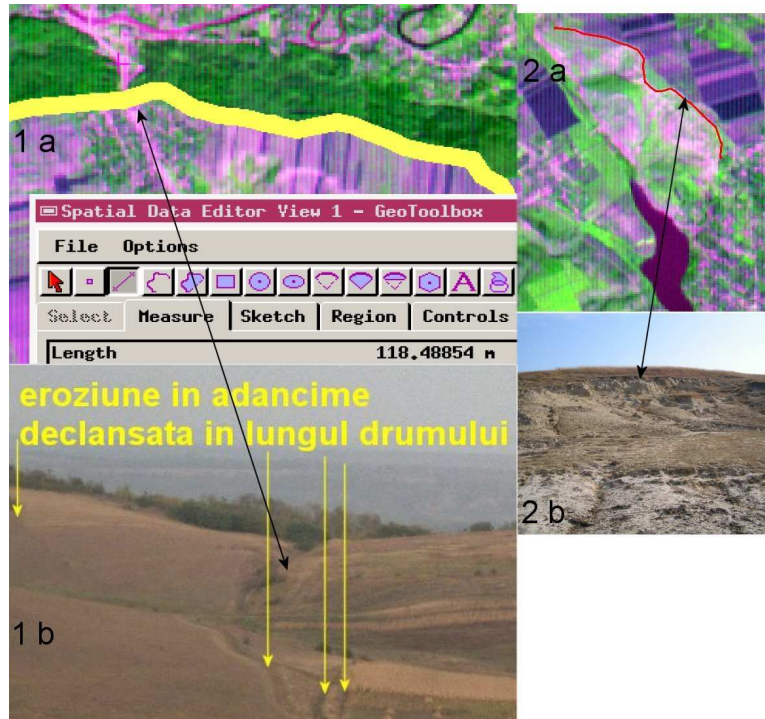 1 a
2 a
Spatial Data Editor View 1 - GeoToolbox
File Options
Select Measure Sketch Region Controls
Length 118.48854 m
eroziune in adancime
declansata in lungul drumului
1 b
2 b